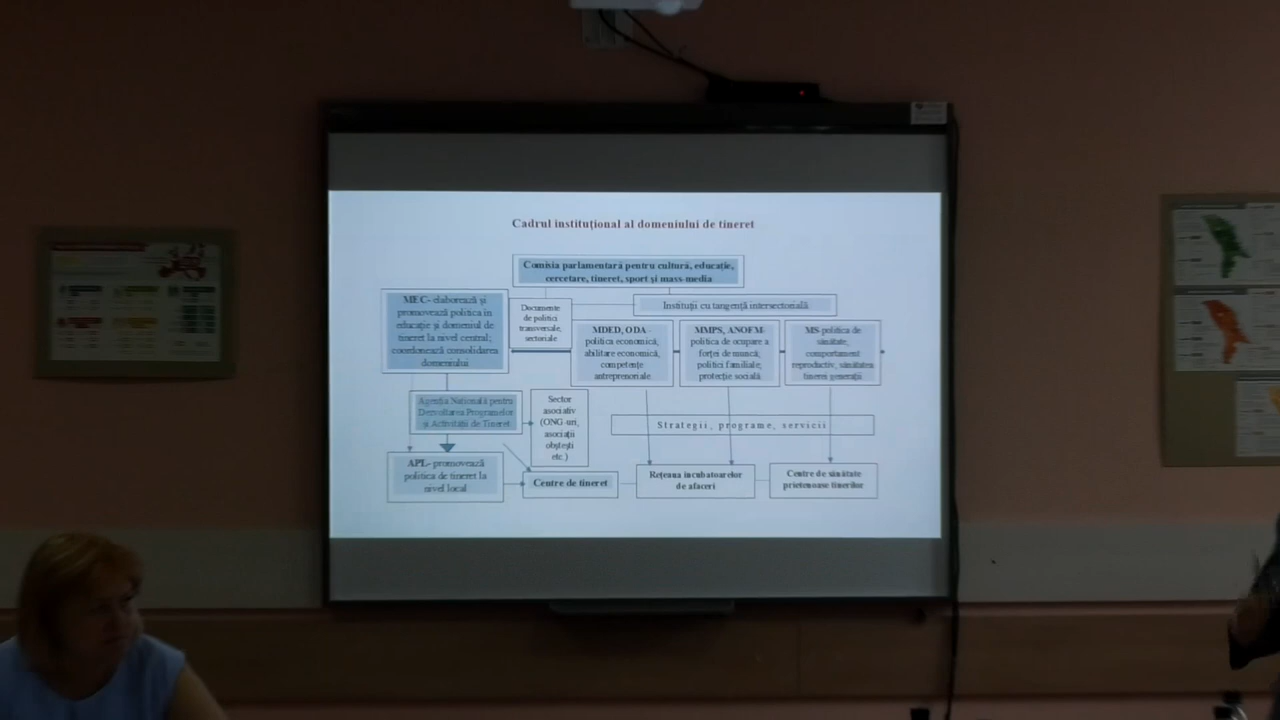 Cadrul instituțional al domeniului de tineret
Comisia parlamentară pentru cultură, educație,
cercetare, tineret, sport și mass-media
MEC- elaborează și
promovează politica în
educație și domeniul de
tineret la nivel central;
coordonează consolidarea
domeniului
Documente
de politici
transversale,
sectoriale
Instituții cu tangență intersectorială
MDED, ODA -
politica economică,
abilitare economică,
competențe
antreprenoriale
MMPS, ANOFM-
politica de ocupare a
forței de muncă;
politici familiale;
protecție socială
MS-politica de
sănătate,
comportament
reproductiv, sănătatea
tinerei generații
Agenția Națională pentru
Dezvoltarea Programelor
și Activității de Tineret
Sector
asociativ
(ONG-uri,
asociații
obștești
etc.)
Strategii, programe, servicii
APL- promovează
politica de tineret la
nivel local
Centre de tineret
Rețeaua incubatoarelor
de afaceri
Centre de sănătate
prietenoase tinerilor